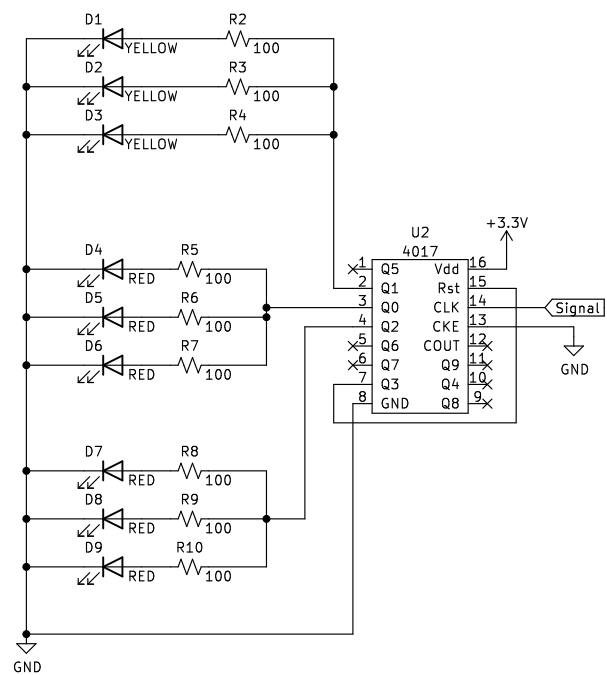 D1 R2
YELLOW 100
D2 R3
YELLOW 100
D3 R4
YELLOW 100
+3.3V
U2
4017
D4 R5
RED 100
D5 R6
RED 100
D6 R7
RED 100
1 Q5 Vdd 16
2 Q1 Rst 15
3 Q0 CLK 14 Signal
4 Q2 CKE 13
5 Q6 COUT 12
6 Q7 Q9 11
7 Q3 Q4 10
8 GND Q8 9
GND
D7 R8
RED 100
D8 R9
RED 100
D9 R10
RED 100
GND